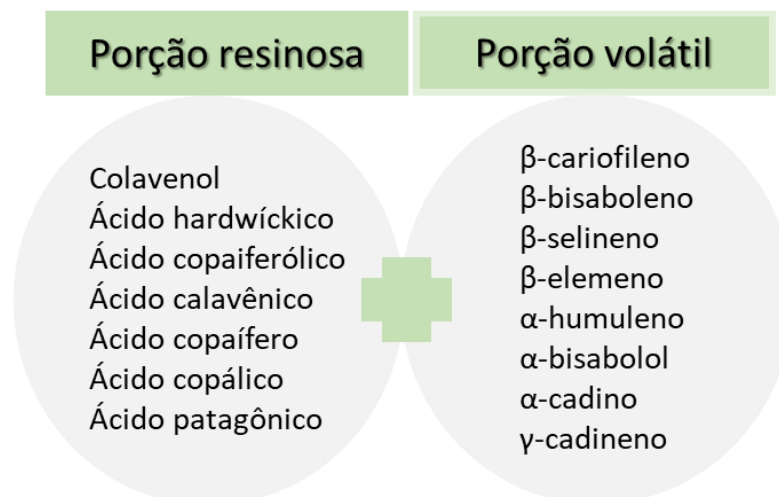 Porção resinosa
Colavenol
Ácido hardwíckico
Ácido copaiferólico
Ácido calavênico
Ácido copaífero
Ácido copálico
Ácido patagônico
Porção volátil
β-cariofileno
β-bisaboleno
β-selineno
β-elemeno
α-humuleno
α-bisabolol
α-cadino
γ-cadineno